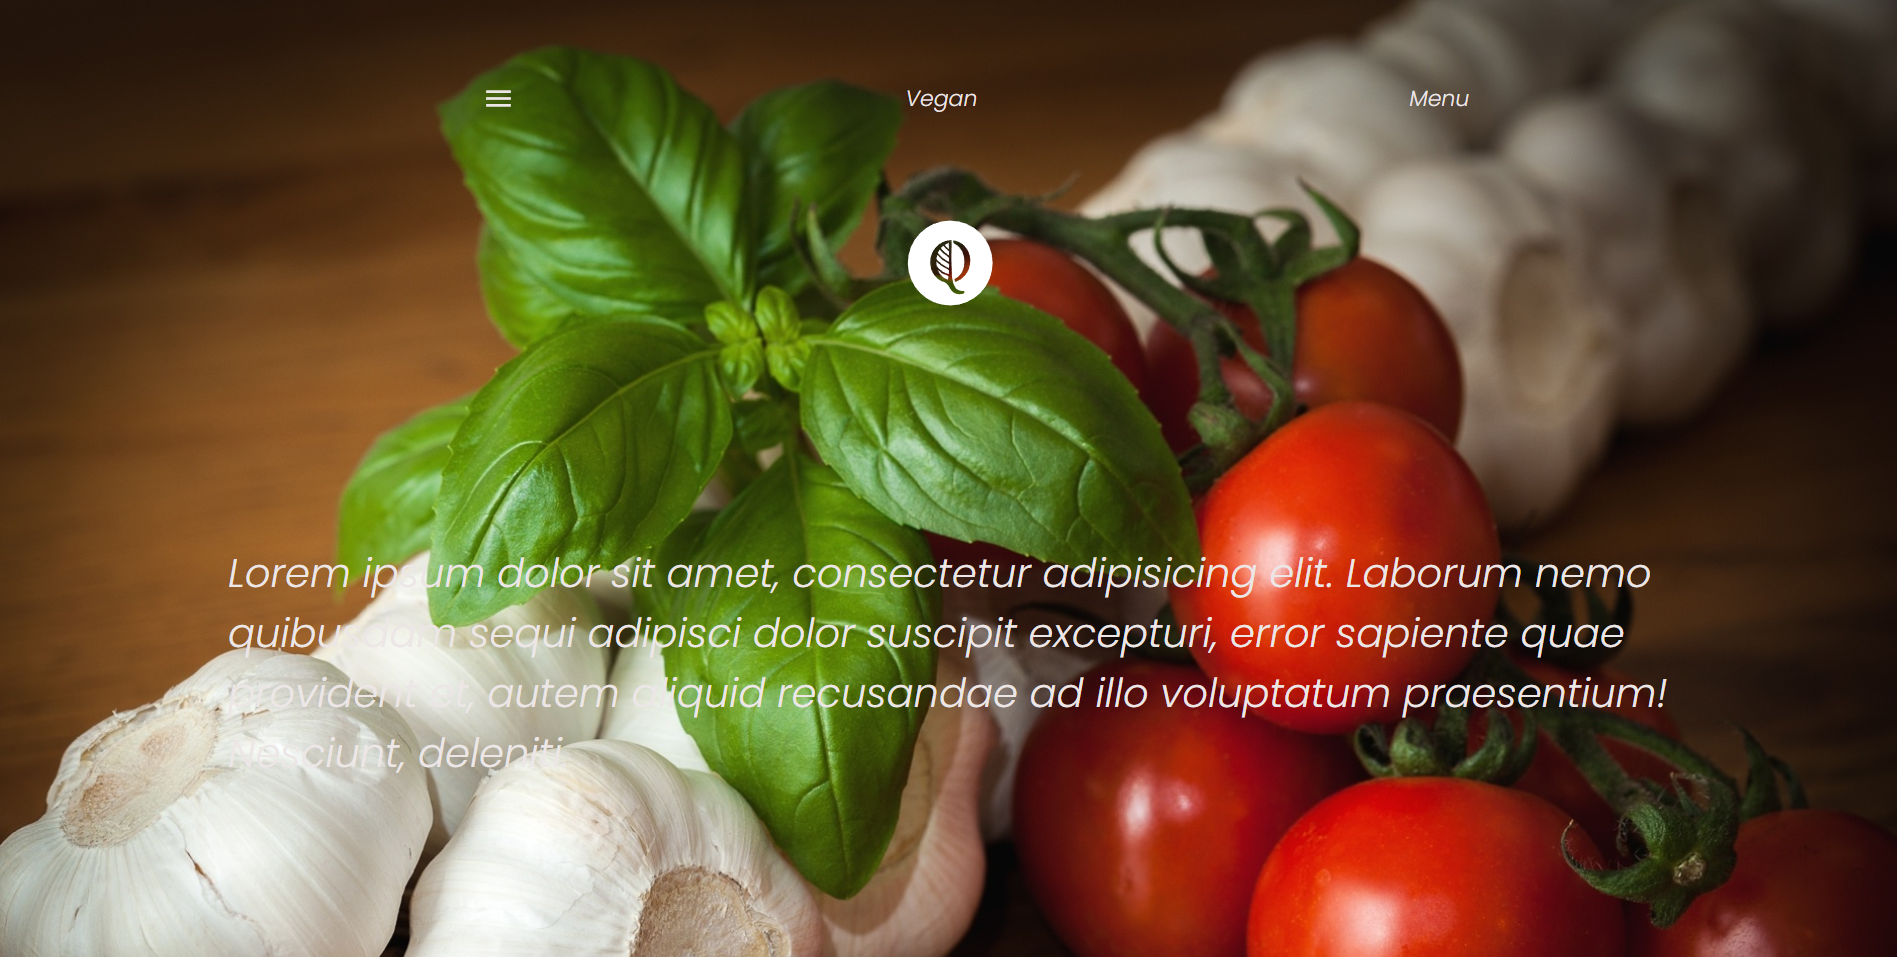 Vegan
Menu
Lorem ipsum dolor sit amet, consectetur adipisicing elit. Laborum nemo
quibusdam sequi adipisci dolor suscipit excepturi, error sapiente quae
provident at, autem aliquid recusandae ad illo voluptatum praesentium!
Nesciunt, deleniti.